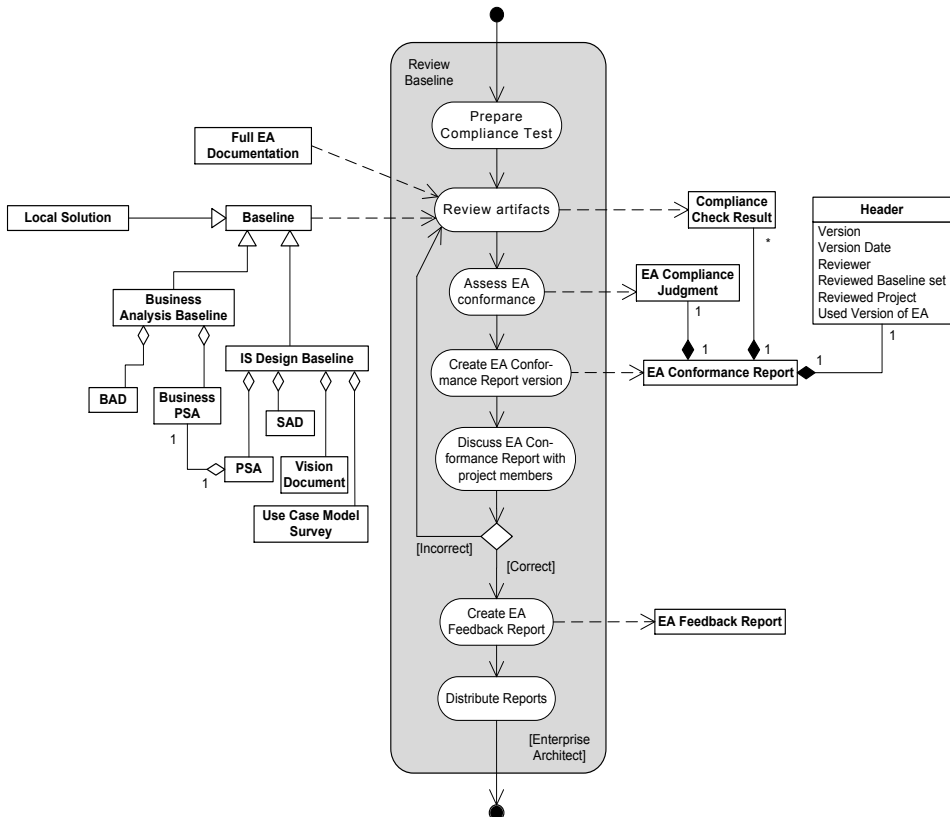 Review
Baseline
Prepare
Compliance Test
Full EA
Documentation
Local Solution
Baseline
Review artifacts
Compliance
Check Result
*
Header
Version
Version Date
Reviewer
Reviewed Baseline set
Reviewed Project
Used Version of EA
1
Business
Analysis Baseline
Assess EA
conformance
EA Compliance
Judgment
1
IS Design Baseline
Create EA Confor-
mance Report version
1
1
EA Conformance Report
1
BAD
Business
PSA
1
SAD
1
PSA
Vision
Document
Use Case Model
Survey
Discuss EA Con-
formance Report with
project members
[Incorrect]
[Correct]
Create EA
Feedback Report
EA Feedback Report
Distribute Reports
[Enterprise
Architect]